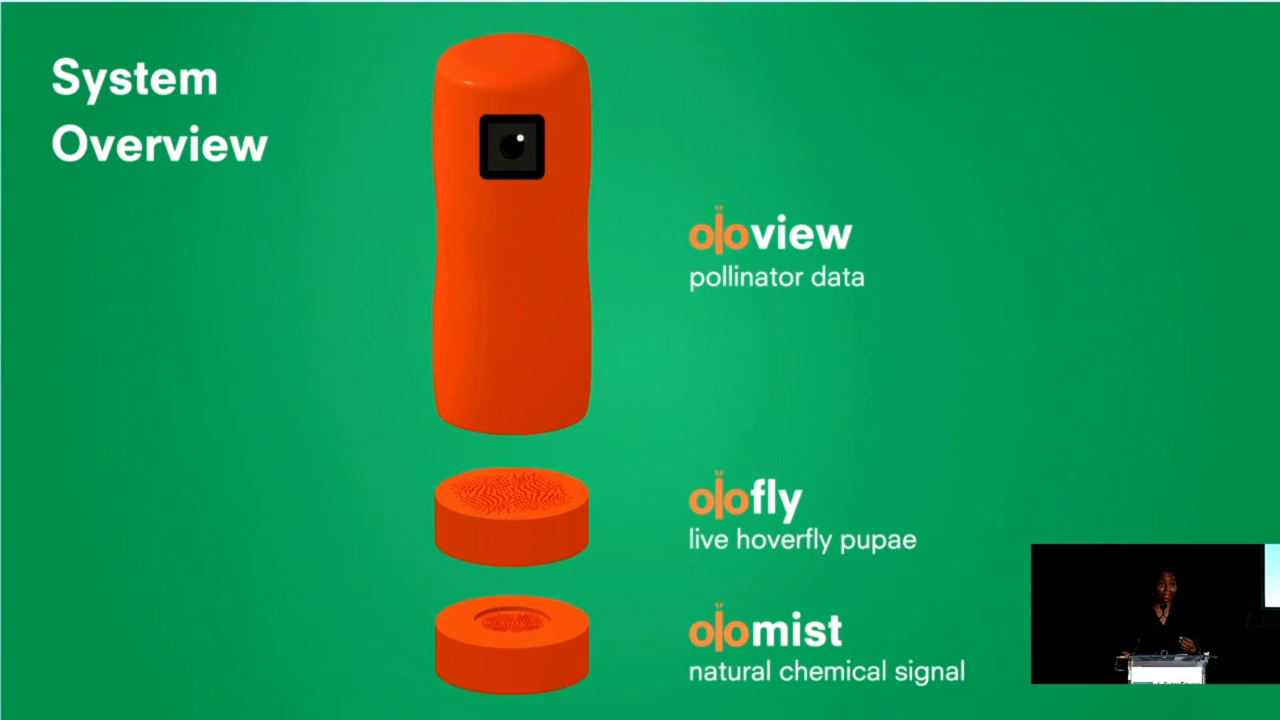 System
Overview
oloview
pollinator data
olofly
live hoverfly pupae
olomist
natural chemical signal